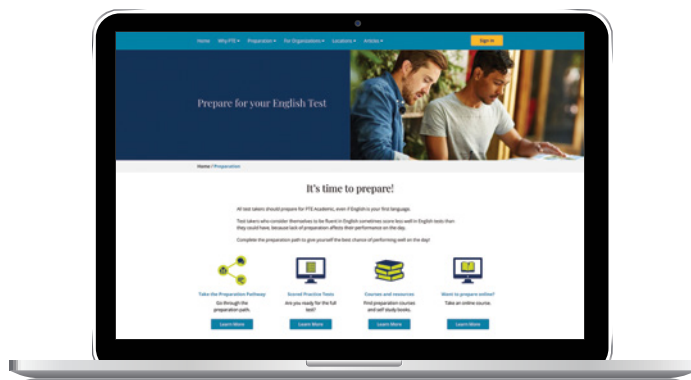 Home Why PTE Preparation For Organizations Locations Articles Sign In
Prepare for your English Test
Home / Preparation
It's time to prepare!
All test takers should prepare for PTE Academic, even if English is your first language.
Test takers who consider themselves to be fluent in English sometimes score less well in English tests than
they could have, because lack of preparation affects their performance on the day.
Complete the preparation path to give yourself the best chance of performing well on the day!
Take the Preparation Pathway
Go through the
preparation path.
Learn More
Scored Practice Tests
Are you ready for the full
test?
Learn More
Courses and resources
Find preparation courses
and self study books.
Learn More
Want to prepare online?
Take an online course.
Learn More